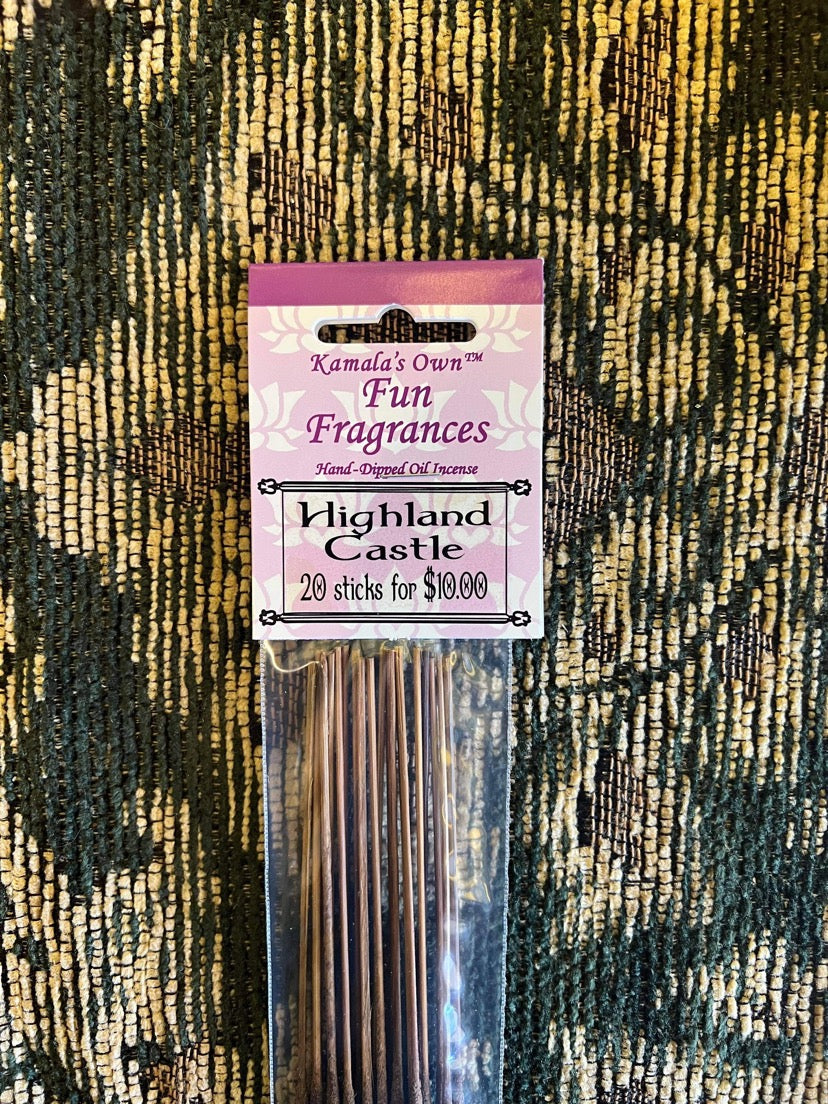 Kamala's Own™
Fun
Fragrances
Hand-Dipped Oil Incense
Highland
Castle
20 sticks for $10.00